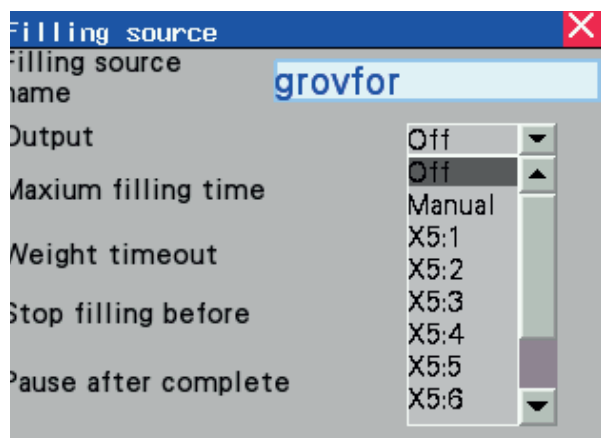 Filling source
Filling source
name
grovfor
Output
Off
Off
Maxium filling time
Manual
X5:1
Weight timeout
X5:2
X5:3
Stop filling before
X5:4
X5:5
Pause after complete
X5:6